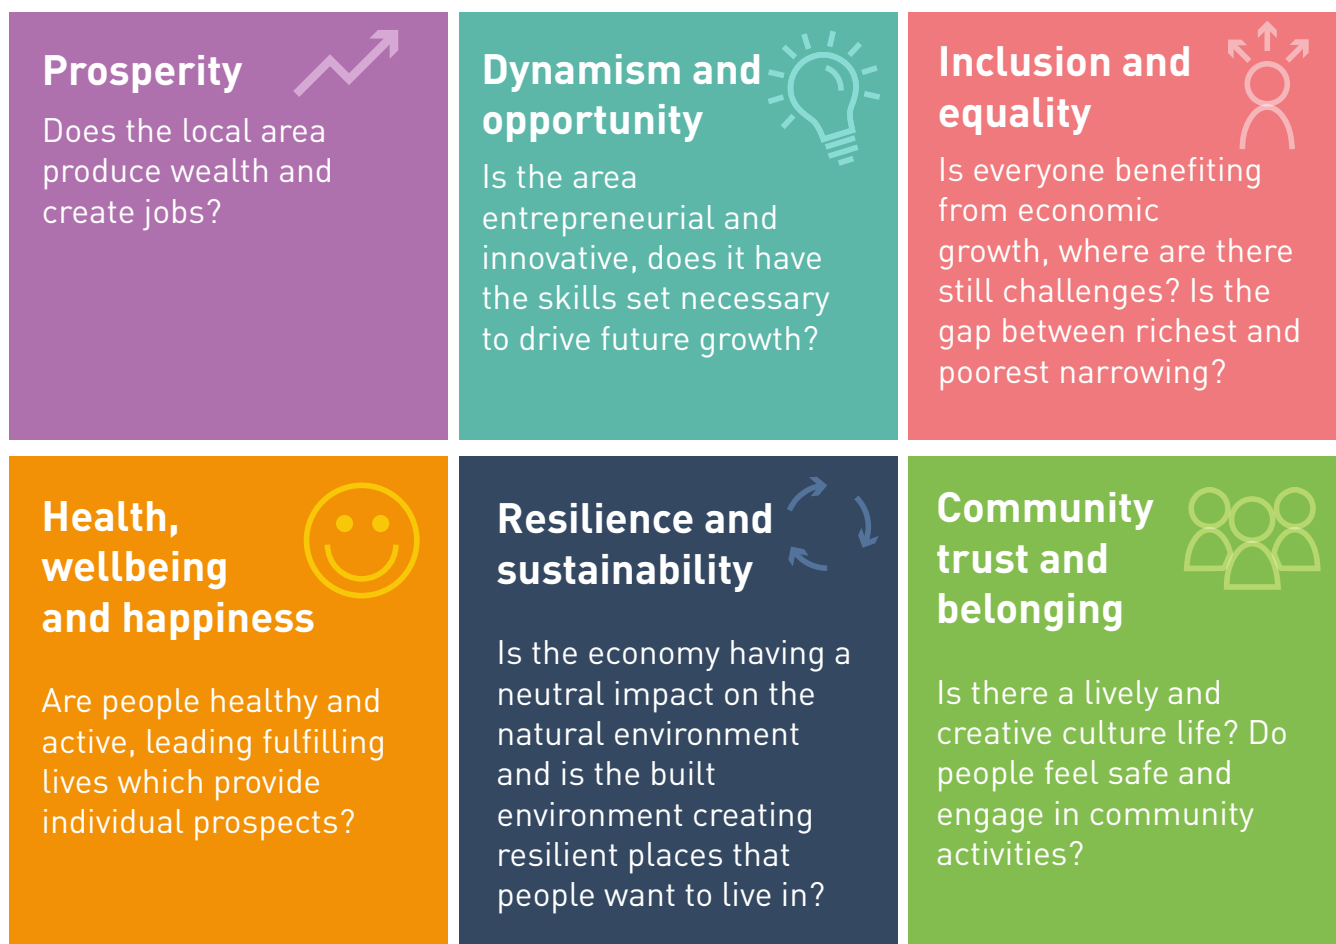 Prosperity
Does the local area
produce wealth and
create jobs?
Dynamism and
opportunity
Is the area
entrepreneurial and
innovative, does it have
the skills set necessary
to drive future growth?
Inclusion and
equality
Is everyone benefiting
from economic
growth, where are there
still challenges? Is the
gap between richest and
poorest narrowing?
Health,
wellbeing
and happiness
Are people healthy and
active, leading fulfilling
lives which provide
individual prospects?
Resilience and
sustainability
Is the economy having a
neutral impact on the
natural environment
and is the built
environment creating
resilient places that
people want to live in?
Community
trust and
belonging
Is there a lively and
creative culture life? Do
people feel safe and
engage in community
activities?